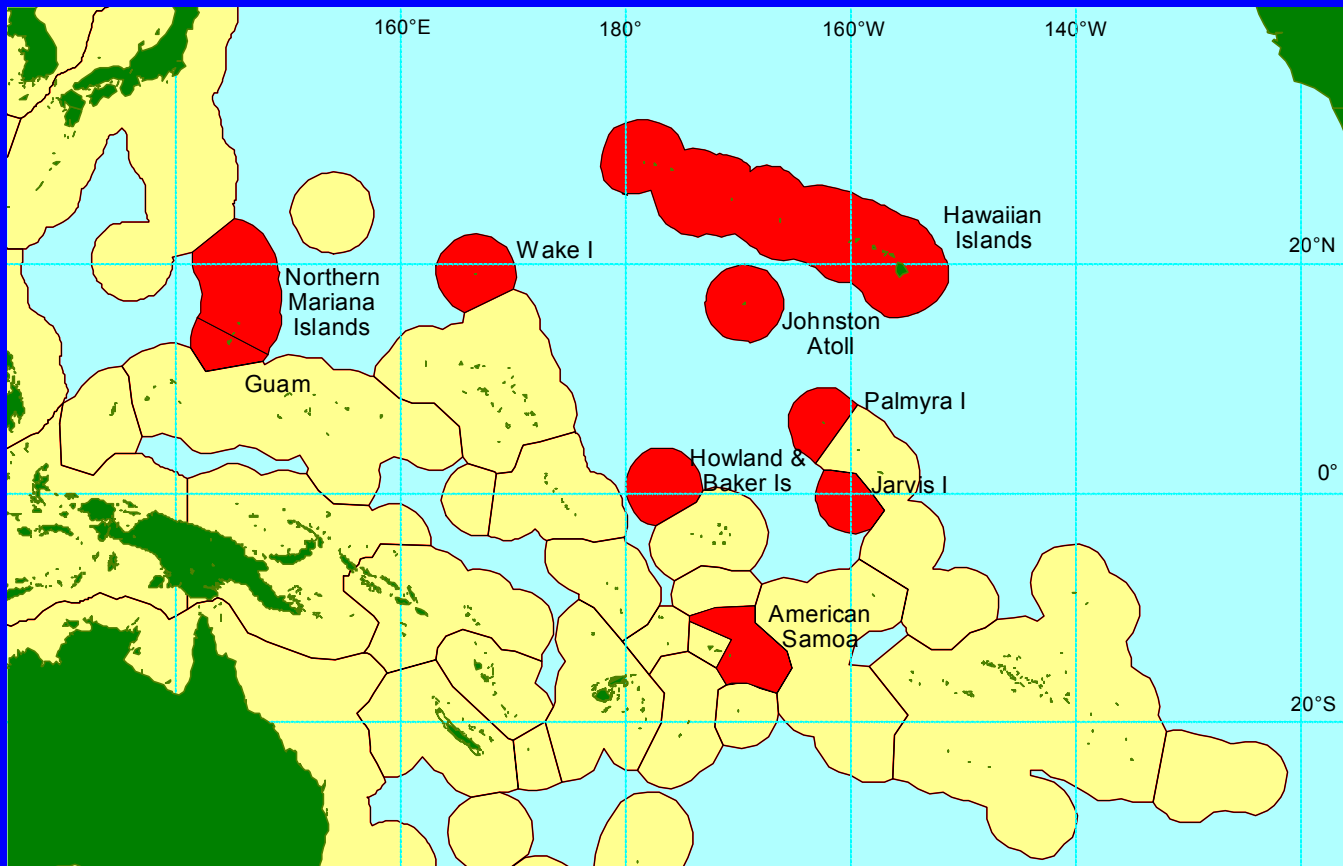 160°E
180°
160°W
140°W
Hawaiian
Islands
20°N
Wake I
Northern
Mariana
Islands
Johnston
Atoll
Guam
Palmyra I
Howland &
Baker Is
0°
Jarvis I
American
Samoa
20°S